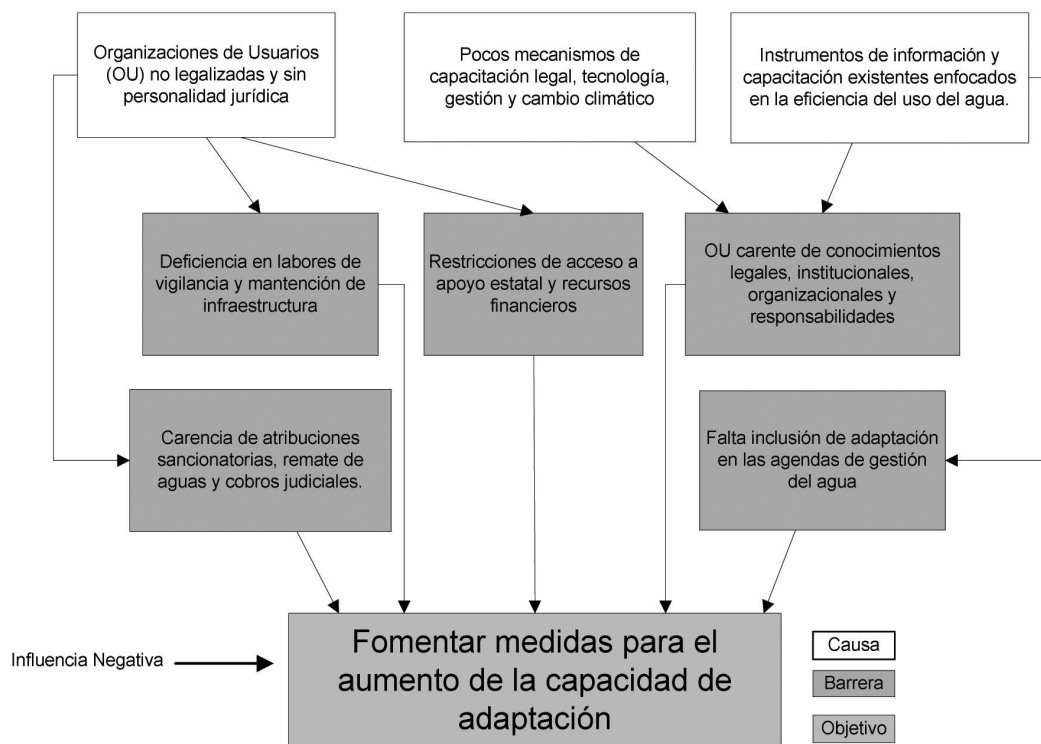 Organizaciones de Usuarios
(OU) no legalizadas y sin
personalidad jurídica
Pocos mecanismos de
capacitación legal, tecnología,
gestión y cambio climático
Instrumentos de información y
capacitación existentes enfocados
en la eficiencia del uso del agua.
Deficiencia en labores de
vigilancia y mantención de
infraestructura
Restricciones de acceso a
apoyo estatal y recursos
financieros
OU carente de conocimientos
legales, institucionales,
organizacionales y
responsabilidades
Carencia de atribuciones
sancionatorias, remate de
aguas y cobros judiciales.
Falta inclusión de adaptación
en las agendas de gestión
del agua
Influencia Negativa
Fomentar medidas para el
aumento de la capacidad de
adaptación
Causa
Barrera
Objetivo